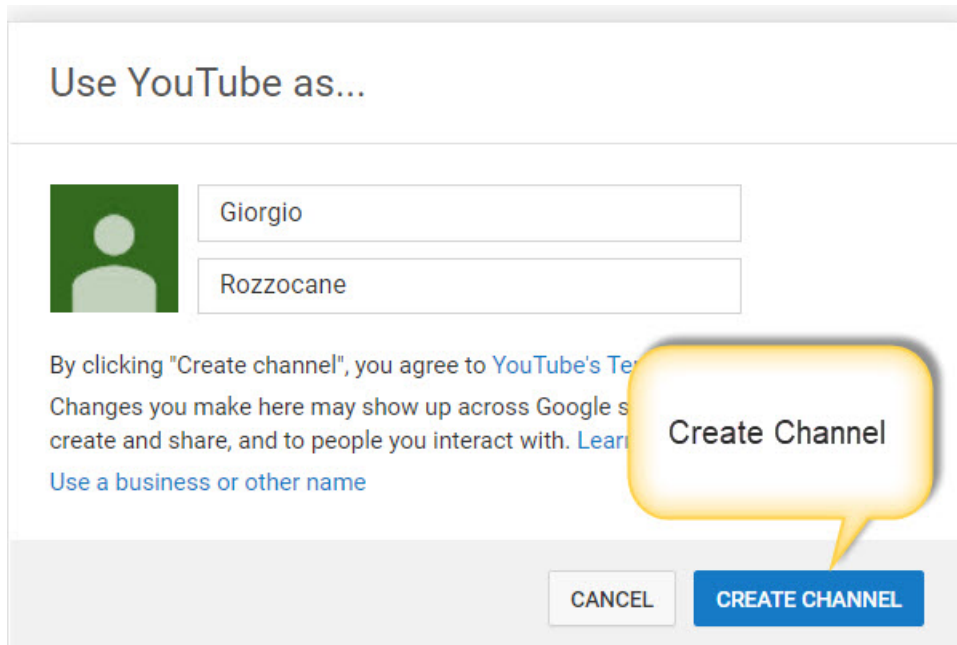 Use YouTube as...
Giorgio
Rozzocane
By clicking "Create channel", you agree to YouTube's
Changes you make here may show up across Google
create and share, and to people you interact with.
Use a business or other name
Create Channel
CANCEL
CREATE CHANNEL